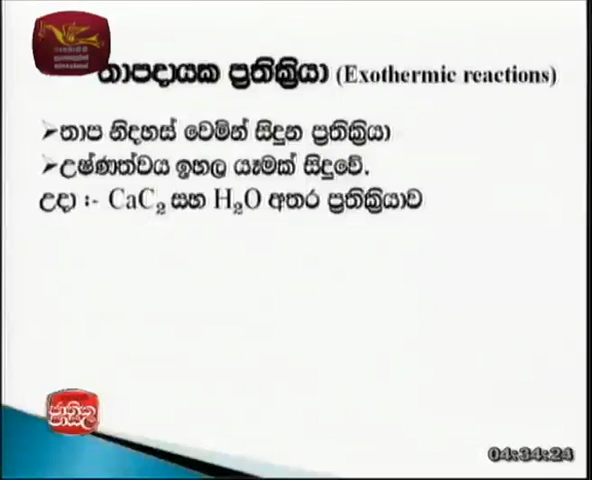 තාපදායක ප්‍රතික්‍රියා (Exothermic reactions)
➢තාප නිදහස් වෙමින් සිදුන ප්‍රතික්‍රියා
➢උෂ්ණත්වය ඉහල යෑමක් සිදුවේ.
උදා :- CaC₂ සහ H₂O අතර ප්‍රතික්‍රියාව
ජාතික
පාසල
04:34:24